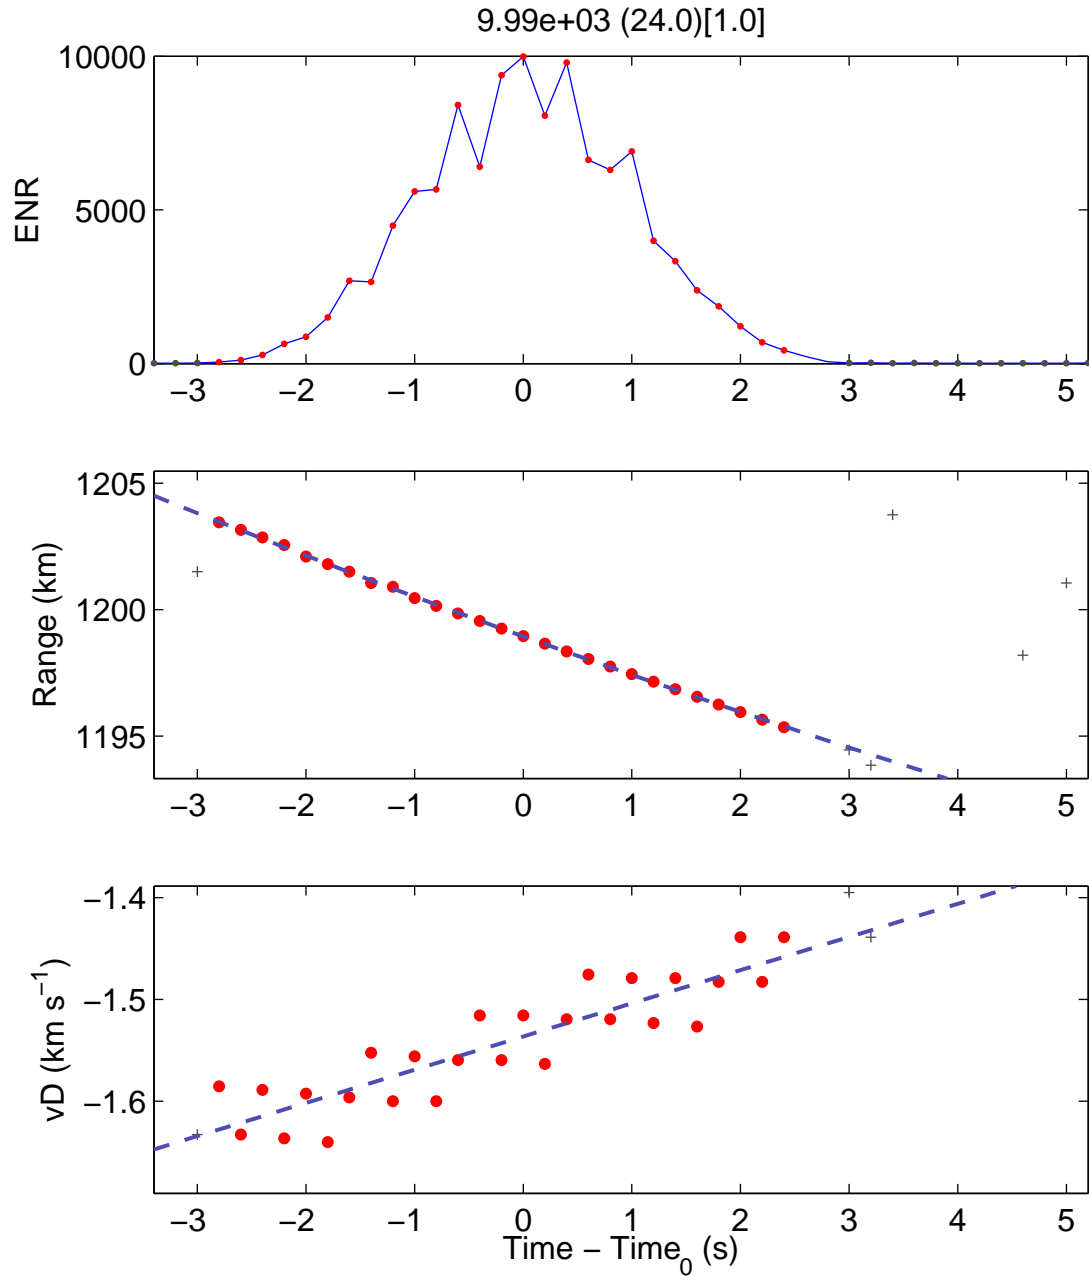 9.99e+03 (24.0)[1.0]
10000
5000
0
ENR
−3 −2 −1 0 1 2 3 4 5
1205
1200
1195
Range (km)
−3 −2 −1 0 1 2 3 4 5
−1.4
−1.5
−1.6
vD (km s⁻¹)
−3 −2 −1 0 1 2 3 4 5
Time − Time₀ (s)